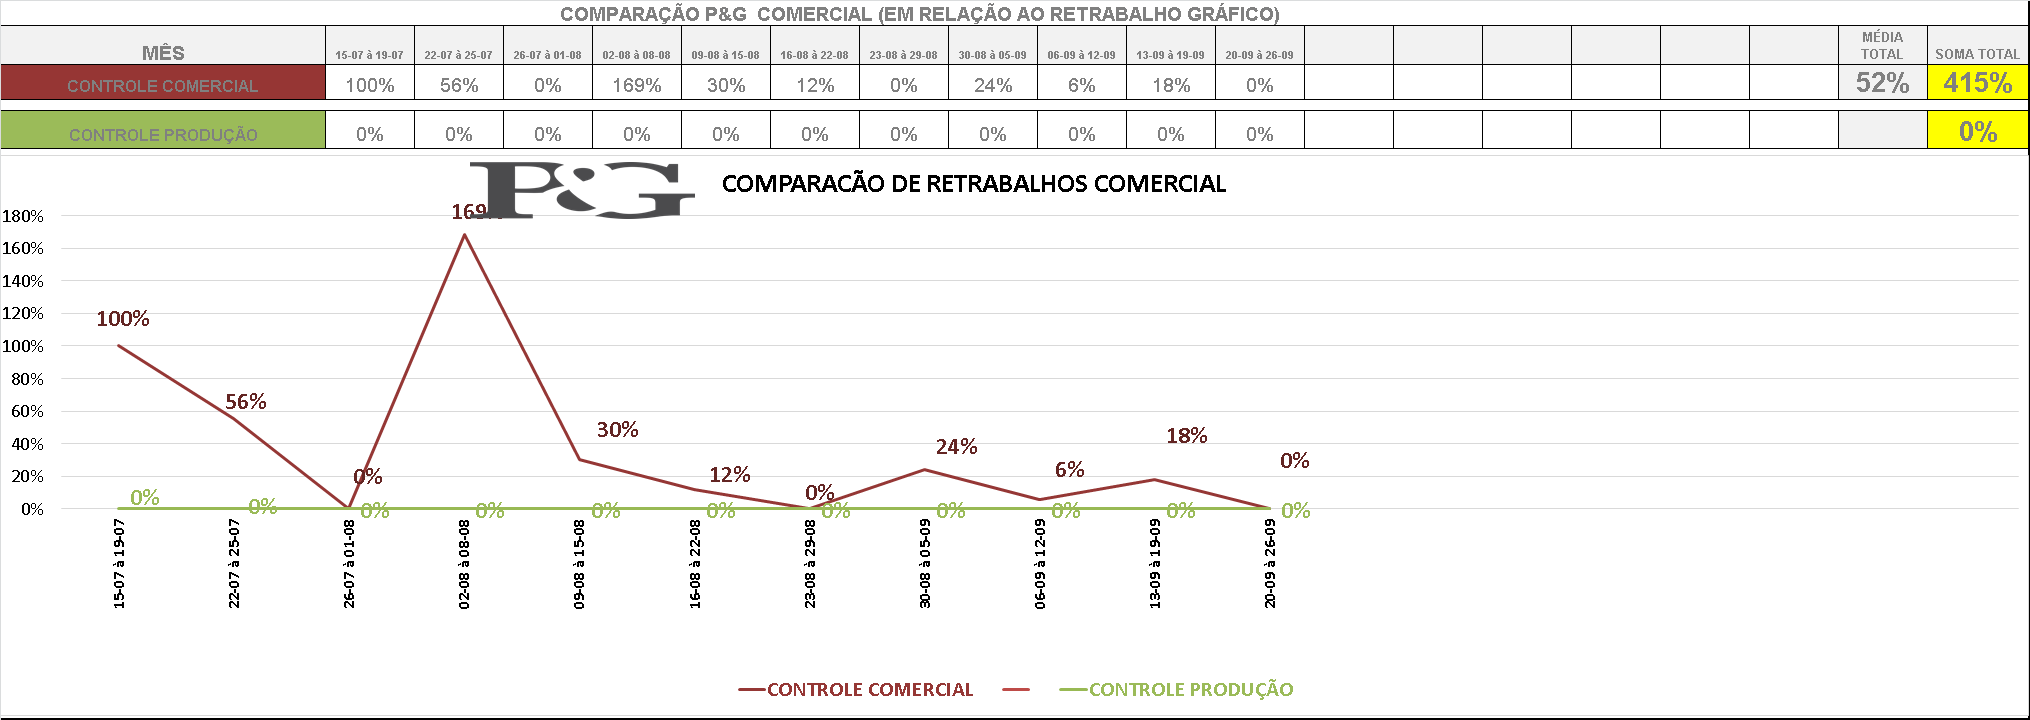 COMPARAÇÃO P&G COMERCIAL (EM RELAÇÃO AO RETRABALHO GRÁFICO)
MÊS 15-07 à 19-07 22-07 à 25-07 26-07 à 01-08 02-08 à 08-08 09-08 à 15-08 16-08 à 22-08 23-08 à 29-08 30-08 à 05-09 06-09 à 12-09 13-09 à 19-09 20-09 à 26-09 MÉDIA TOTAL SOMA TOTAL
CONTROLE COMERCIAL 100% 56% 0% 169% 30% 12% 0% 24% 6% 18% 0% 52% 415%
CONTROLE PRODUÇÃO 0% 0% 0% 0% 0% 0% 0% 0% 0% 0% 0% 0%
P&G
COMPARACÃO DE RETRABALHOS COMERCIAL
180%
160%
140%
120%
100%
80%
60%
40%
20%
0%
100% 56% 0% 169% 30% 12% 0% 24% 6% 18% 0%
0% 0% 0% 0% 0% 0% 0% 0% 0% 0% 0%
15-07 à 19-07
22-07 à 25-07
26-07 à 01-08
02-08 à 08-08
09-08 à 15-08
16-08 à 22-08
23-08 à 29-08
30-08 à 05-09
06-09 à 12-09
13-09 à 19-09
20-09 à 26-09
CONTROLE COMERCIAL CONTROLE PRODUÇÃO